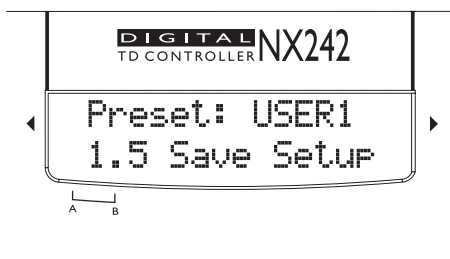 DIGITAL
TD CONTROLLER NX242
Preset: USER1
1.5 Save Setup
A B